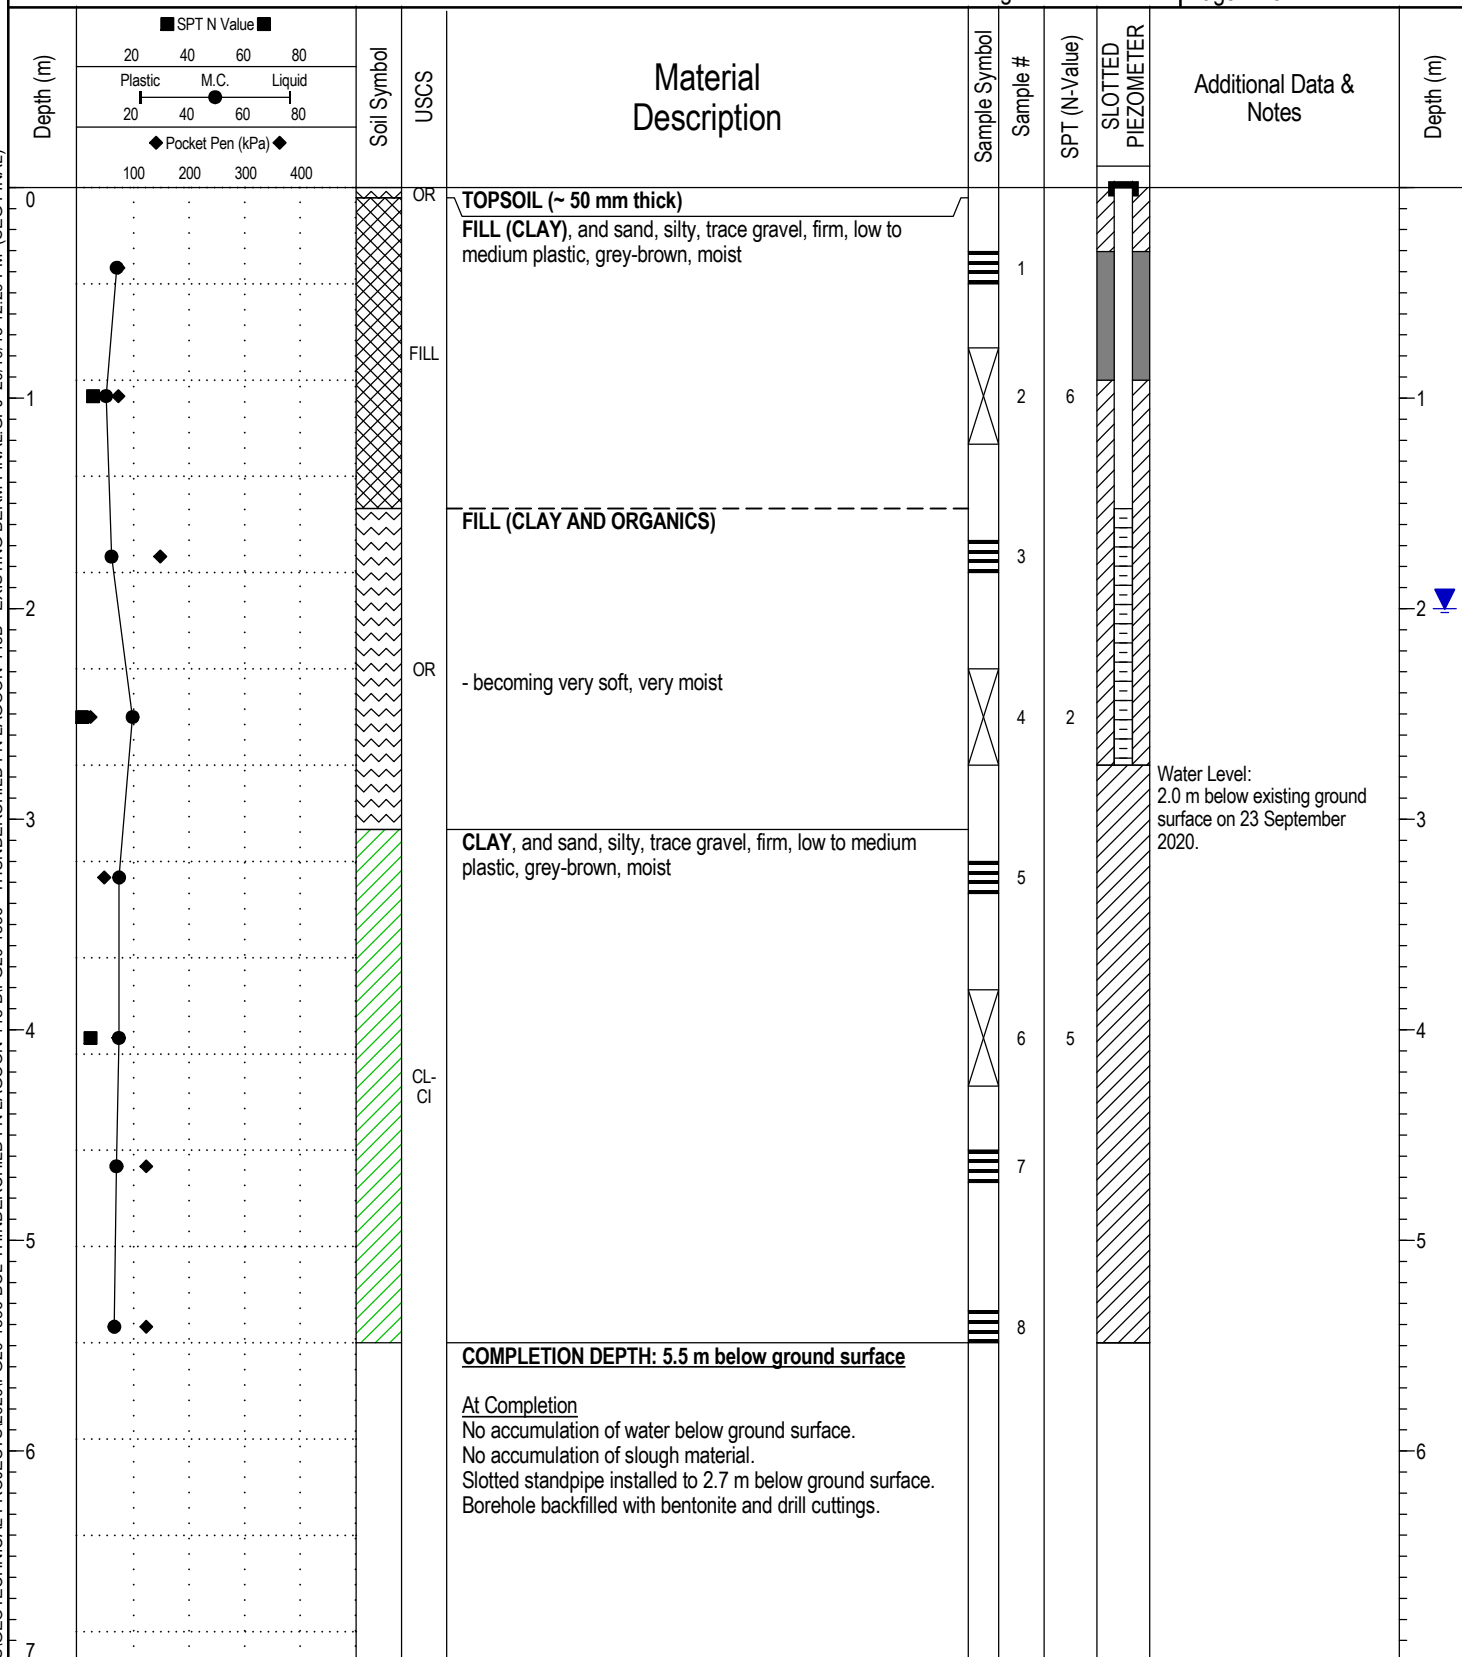 SPT N Value
20 40 60 80
Plastic M.C. Liquid
20 40 60 80
Pocket Pen (kPa)
100 200 300 400
Depth (m)
Soil Symbol
USCS
Material
Description
Sample Symbol
Sample #
SPT (N-Value)
SLOTTED
PIEZOMETER
Additional Data &
Notes
Depth (m)
0
OR
TOPSOIL (~ 50 mm thick)
FILL (CLAY), and sand, silty, trace gravel, firm, low to
medium plastic, grey-brown, moist
1
FILL
1 2 6 1
FILL (CLAY AND ORGANICS)
3
2 2
OR
- becoming very soft, very moist
4 2
Water Level:
2.0 m below existing ground
surface on 23 September
2020.
3 3
CLAY, and sand, silty, trace gravel, firm, low to medium
plastic, grey-brown, moist
5
4 6 5 4
CL-
CI
7
5 5
8
COMPLETION DEPTH: 5.5 m below ground surface
At Completion
No accumulation of water below ground surface.
No accumulation of slough material.
Slotted standpipe installed to 2.7 m below ground surface.
Borehole backfilled with bentonite and drill cuttings.
6 6
7